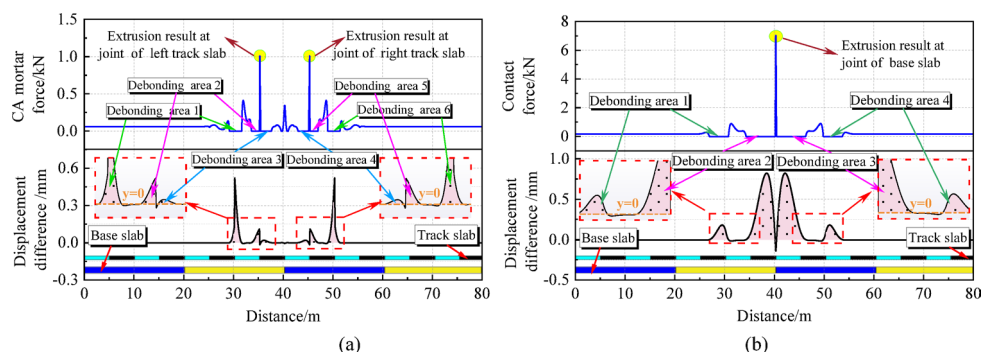 1.5
1.0
0.5
0.0
CA mortar
force/kN
Extrusion result at
joint of left track slab
Extrusion result at
joint of right track slab
Debonding area 2
Debonding area 1
Debonding area 5
Debonding area 6
Debonding area 3
Debonding area 4
0.6
0.3
0.0
-0.3
Displacement
difference /mm
y=0
y=0
Base slab
Track slab
0 10 20 30 40 50 60 70 80
Distance/m
(a)
8
6
4
2
0
Contact
force/kN
Extrusion result at
joint of base slab
Debonding area 1
Debonding area 4
Debonding area 2
Debonding area 3
1.0
0.5
0.0
-0.5
Displacement
difference/mm
y=0
y=0
Base slab
Track slab
0 10 20 30 40 50 60 70 80
Distance/m
(b)